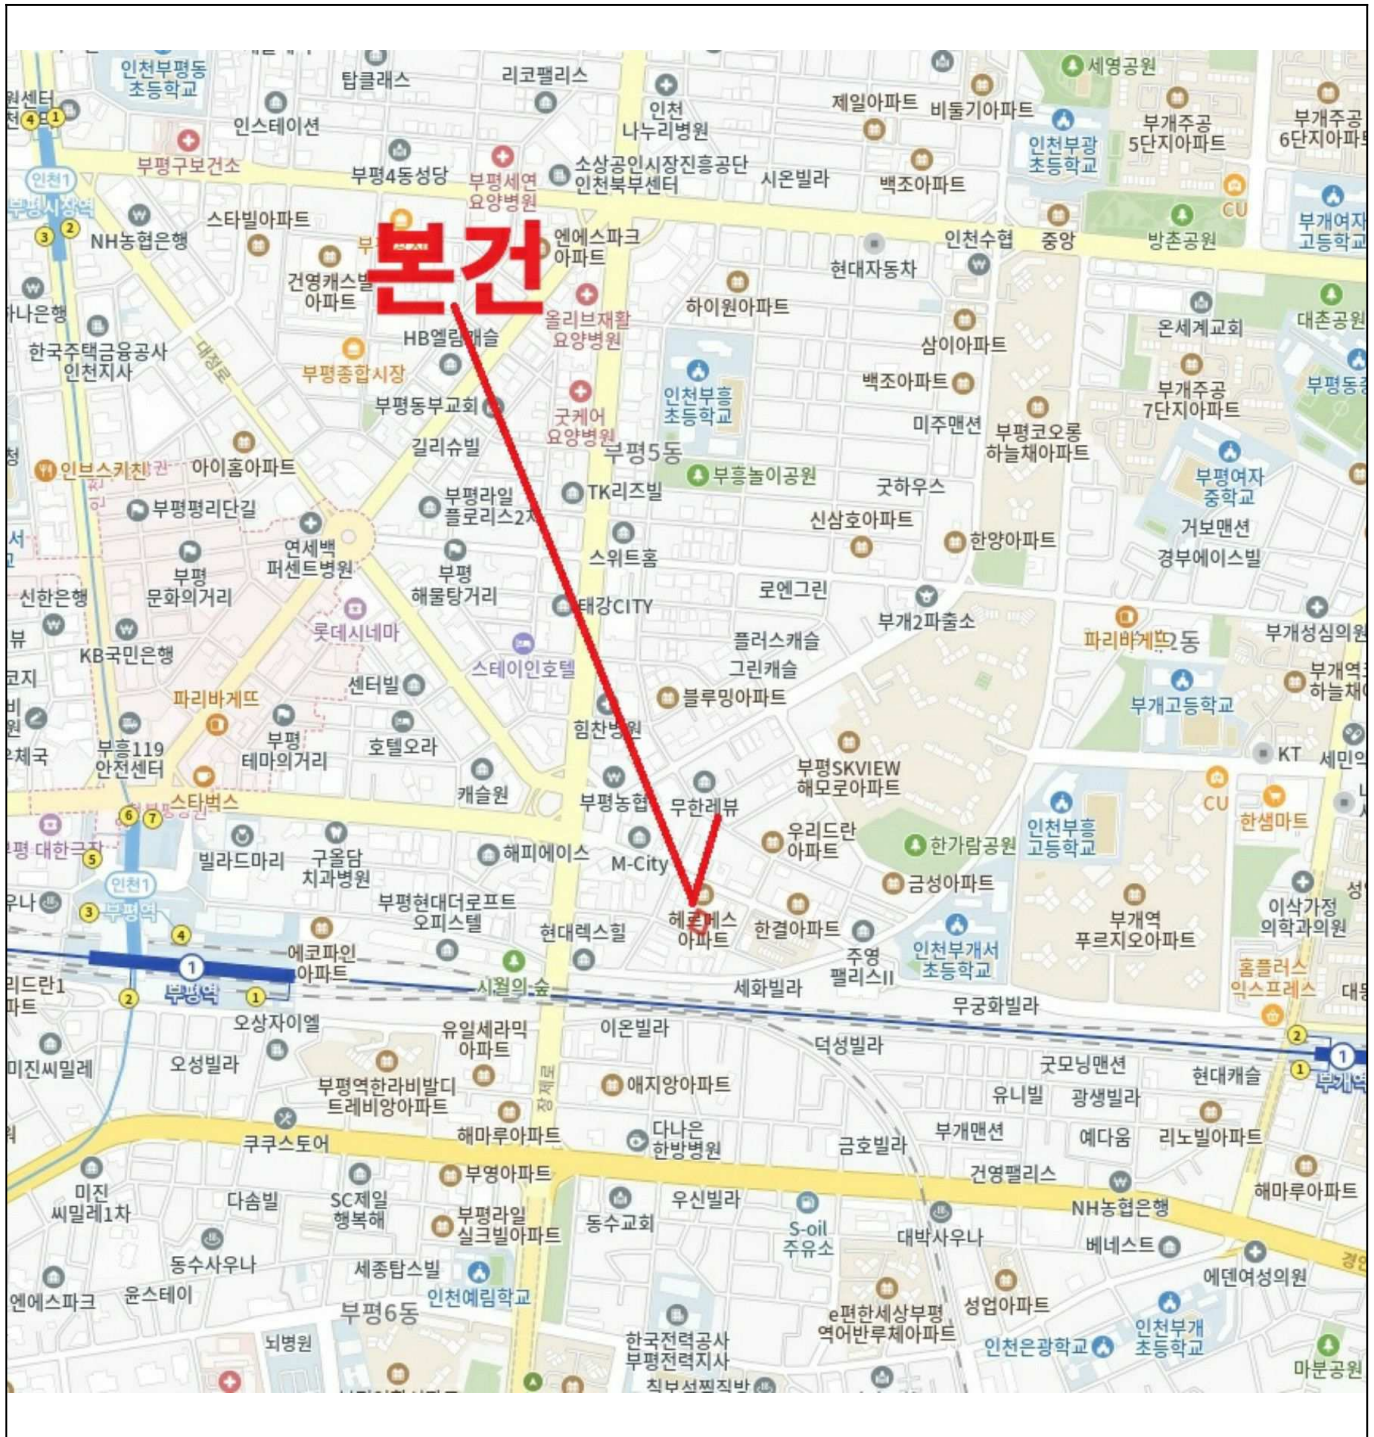 인천부평동
초등학교
탑클래스
리코팰리스
인천
나누리병원
제일아파트
비둘기아파트
세영공원
부개주공
5단지아파트
부개주공
6단지아파트
4
1
인스테이션
부평구보건소
부평4동성당
부평세연
요양병원
소상공인시장진흥공단
인천북부센터
시온빌라
백조아파트
인천부광
초등학교
CU
부개여자
고등학교
인천1
부평시장역
3
2
NH농협은행
스타빌아파트
엔에스파크
아파트
현대자동차
인천수협
중앙
방촌공원
본건
건영캐스빌
아파트
하나은행
한국주택금융공사
인천지사
대정로
HB엘림캐슬
올리브재활
요양병원
하이원아파트
삼이아파트
온세계교회
대촌공원
부평종합시장
부평동부교회
굿케어
요양병원
인천부흥
초등학교
백조아파트
미주맨션
부평코오롱
하늘채아파트
부개주공
7단지아파트
부평동중
인브스키친
아이홈아파트
길리슈빌
부평5동
부흥놀이공원
굿하우스
부평여자
중학교
부평평리단길
부평라일
플로리스2차
TK리즈빌
신삼호아파트
한양아파트
거보맨션
경부에이스빌
연세백
퍼센트병원
부평
문화의거리
부평
해물탕거리
스위트홈
로엔그린
신한은행
KB국민은행
롯데시네마
태강CITY
부개2파출소
파리바게뜨
2동
부개성심의원
스테이인호텔
플러스캐슬
그린캐슬
블루밍아파트
부개고등학교
부개역코
하늘채
파리바게뜨
센터빌
힘찬병원
부흥119
안전센터
부평
테마의거리
호텔오라
부평SKVIEW
해모로아파트
KT
세민의
스타벅스
캐슬원
부평농협
무한레뷰
CU
한샘마트
6
7
5
부평 대한극장
빌라드마리
구올담
치과병원
해피에이스
M-City
우리드란
아파트
한가람공원
인천부흥
고등학교
금성아파트
인천1
부평역
3
4
부평현대더로프트
오피스텔
현대렉스힐
헤르메스
아파트
한결아파트
주영
팰리스II
인천부개서
초등학교
부개역
푸르지오아파트
이삭가정
의학과의원
에코파인
아파트
시월의 숲
세화빌라
무궁화빌라
홈플러스
익스프레스
1
부평역
2
1
오상자이엘
유일세라믹
아파트
이온빌라
덕성빌라
굿모닝맨션
현대캐슬
2
1
1
부개역
미진씨밀레
오성빌라
부평역한라비발디
트레비앙아파트
장제로
애지앙아파트
유니빌
광생빌라
쿠쿠스토어
해마루아파트
다나은
한방병원
금호빌라
부개맨션
예다움
리노빌아파트
미진
씨밀레1차
다솜빌
SC제일
행복해
부영아파트
우신빌라
건영팰리스
NH농협은행
해마루아파트
부평라일
실크빌아파트
동수교회
S-oil
주유소
대박사우나
베네스트
에덴여성의원
동수사우나
세종탑스빌
엔에스파크
윤스테이
부평6동
인천예림학교
e편한세상부평
역어반루체아파트
성업아파트
뇌병원
한국전력공사
부평전력지사
인천은광학교
인천부개
초등학교
마분공원